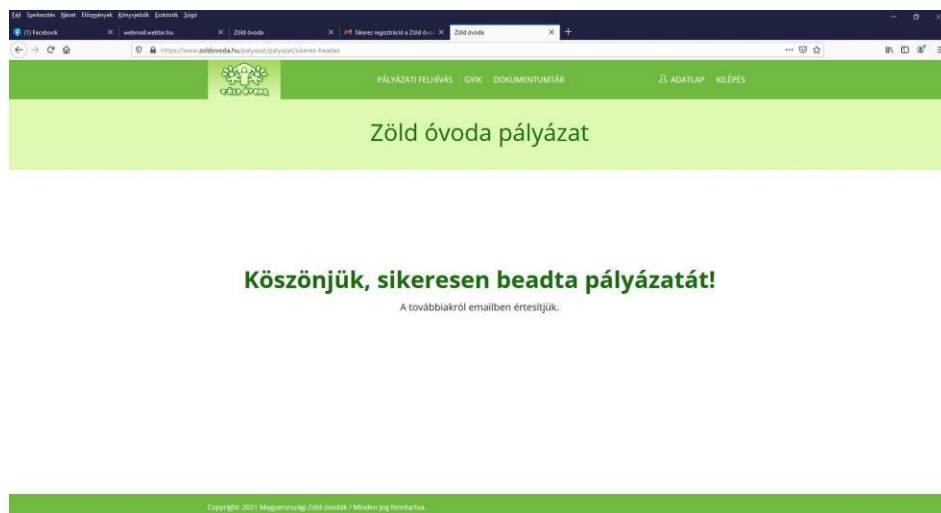 Fájl Szerkesztés Nézet Előzmények Könyvjelzők Eszközök Súgó
(1) Facebook webmail.webtar.hu Zöld óvoda Sikeres regisztráció a Zöld óvo Zöld óvoda
https://www.zoldovoda.hu/palyazat/palyazat/sikeres-beadas
ZÖLD ÓVODA
PÁLYÁZATI FELHÍVÁS GYIK DOKUMENTUMTÁR ADATLAP KILÉPÉS
Zöld óvoda pályázat
Köszönjük, sikeresen beadta pályázatát!
A továbbiakról emailben értesítjük.
Copyright: 2021 Magyarországi Zöld óvodák / Minden jog fenntartva.